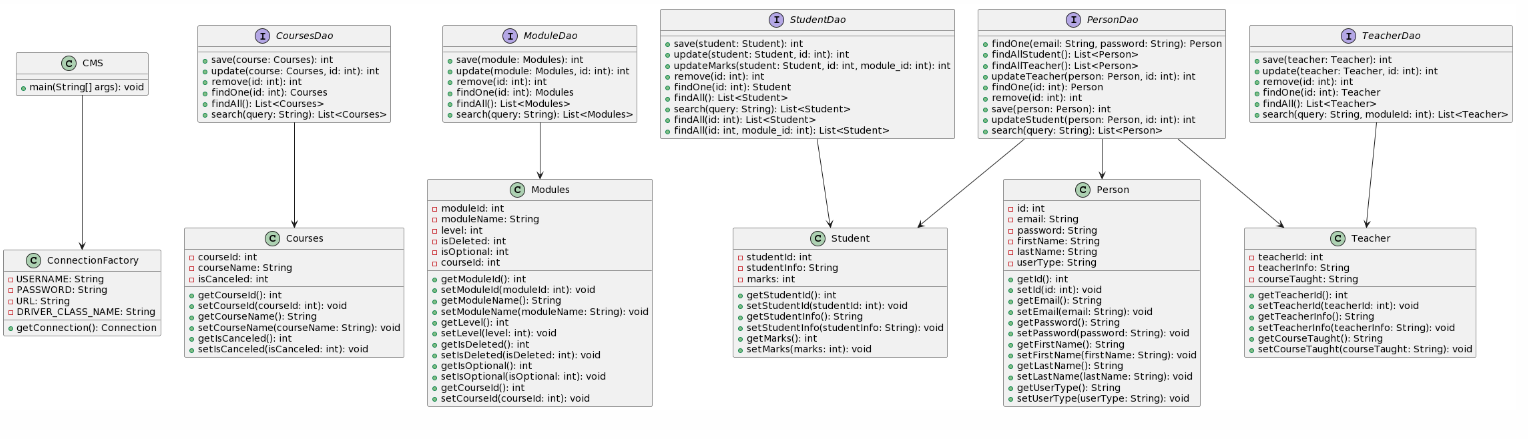 CMS
main(String[] args): void
CoursesDao
save(course: Courses): int
update(course: Courses, id: int): int
remove(id: int): int
findOne(id: int): Courses
findAll(): List<Courses>
search(query: String): List<Courses>
ModuleDao
save(module: Modules): int
update(module: Modules, id: int): int
remove(id: int): int
findOne(id: int): Modules
findAll(): List<Modules>
search(query: String): List<Modules>
StudentDao
save(student: Student): int
update(student: Student, id: int): int
updateMarks(student: Student, id: int, module_id: int): int
remove(id: int): int
findOne(id: int): Student
findAll(): List<Student>
search(query: String): List<Student>
findAll(id: int): List<Student>
findAll(id: int, module_id: int): List<Student>
PersonDao
findOne(email: String, password: String): Person
findAllStudent(): List<Person>
findAllTeacher(): List<Person>
updateTeacher(person: Person, id: int): int
findOne(id: int): Person
remove(id: int): int
save(person: Person): int
updateStudent(person: Person, id: int): int
search(query: String): List<Person>
TeacherDao
save(teacher: Teacher): int
update(teacher: Teacher, id: int): int
remove(id: int): int
findOne(id: int): Teacher
findAll(): List<Teacher>
search(query: String, moduleId: int): List<Teacher>
ConnectionFactory
USERNAME: String
PASSWORD: String
URL: String
DRIVER_CLASS_NAME: String
getConnection(): Connection
Courses
courseId: int
courseName: String
isCanceled: int
getCourseId(): int
setCourseId(courseId: int): void
getCourseName(): String
setCourseName(courseName: String): void
getIsCanceled(): int
setIsCanceled(isCanceled: int): void
Modules
moduleId: int
moduleName: String
level: int
isDeleted: int
isOptional: int
courseId: int
getModuleId(): int
setModuleId(moduleId: int): void
getModuleName(): String
setModuleName(moduleName: String): void
getLevel(): int
setLevel(level: int): void
getIsDeleted(): int
setIsDeleted(isDeleted: int): void
getIsOptional(): int
setIsOptional(isOptional: int): void
getCourseId(): int
setCourseId(courseId: int): void
Student
studentId: int
studentInfo: String
marks: int
getStudentId(): int
setStudentId(studentId: int): void
getStudentInfo(): String
setStudentInfo(studentInfo: String): void
getMarks(): int
setMarks(marks: int): void
Person
id: int
email: String
password: String
firstName: String
lastName: String
userType: String
getId(): int
setId(id: int): void
getEmail(): String
setEmail(email: String): void
getPassword(): String
setPassword(password: String): void
getFirstName(): String
setFirstName(firstName: String): void
getLastName(): String
setLastName(lastName: String): void
getUserType(): String
setUserType(userType: String): void
Teacher
teacherId: int
teacherInfo: String
courseTaught: String
getTeacherId(): int
setTeacherId(teacherId: int): void
getTeacherInfo(): String
setTeacherInfo(teacherInfo: String): void
getCourseTaught(): String
setCourseTaught(courseTaught: String): void